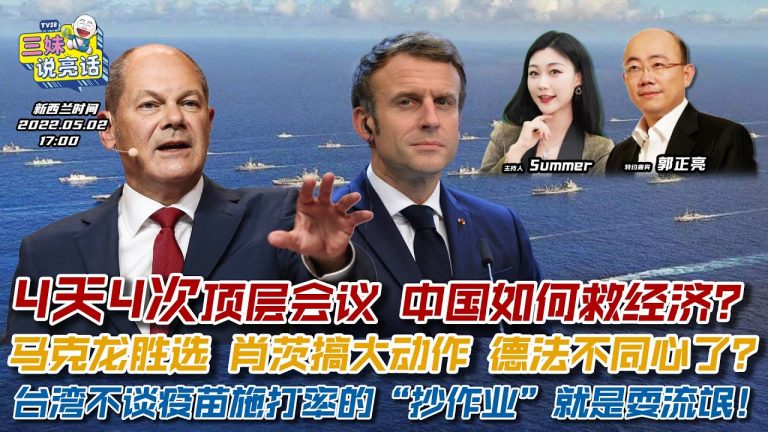 TV28
三妹
说亮话
新西兰时间
2022.05.02
17:00
主持人 Summer
特约嘉宾 郭正亮
4天4次顶层会议 中国如何救经济？
马克龙胜选 肖茨搞大动作 德法不同心了？
台湾不谈疫苗施打率的“抄作业”就是耍流氓！